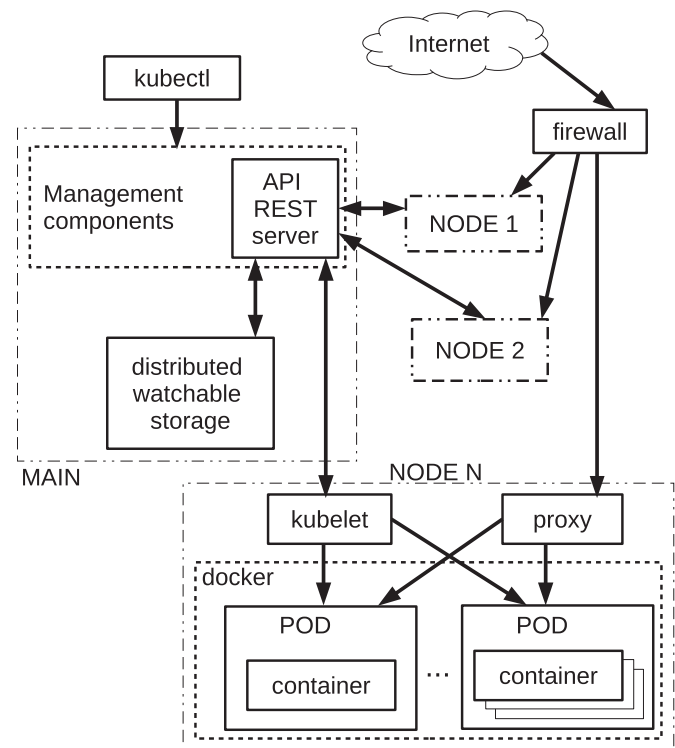 Internet
kubectl
firewall
Management
components
API
REST
server
NODE 1
NODE 2
distributed
watchable
storage
MAIN
NODE N
kubelet
proxy
docker
POD
container
...
POD
container